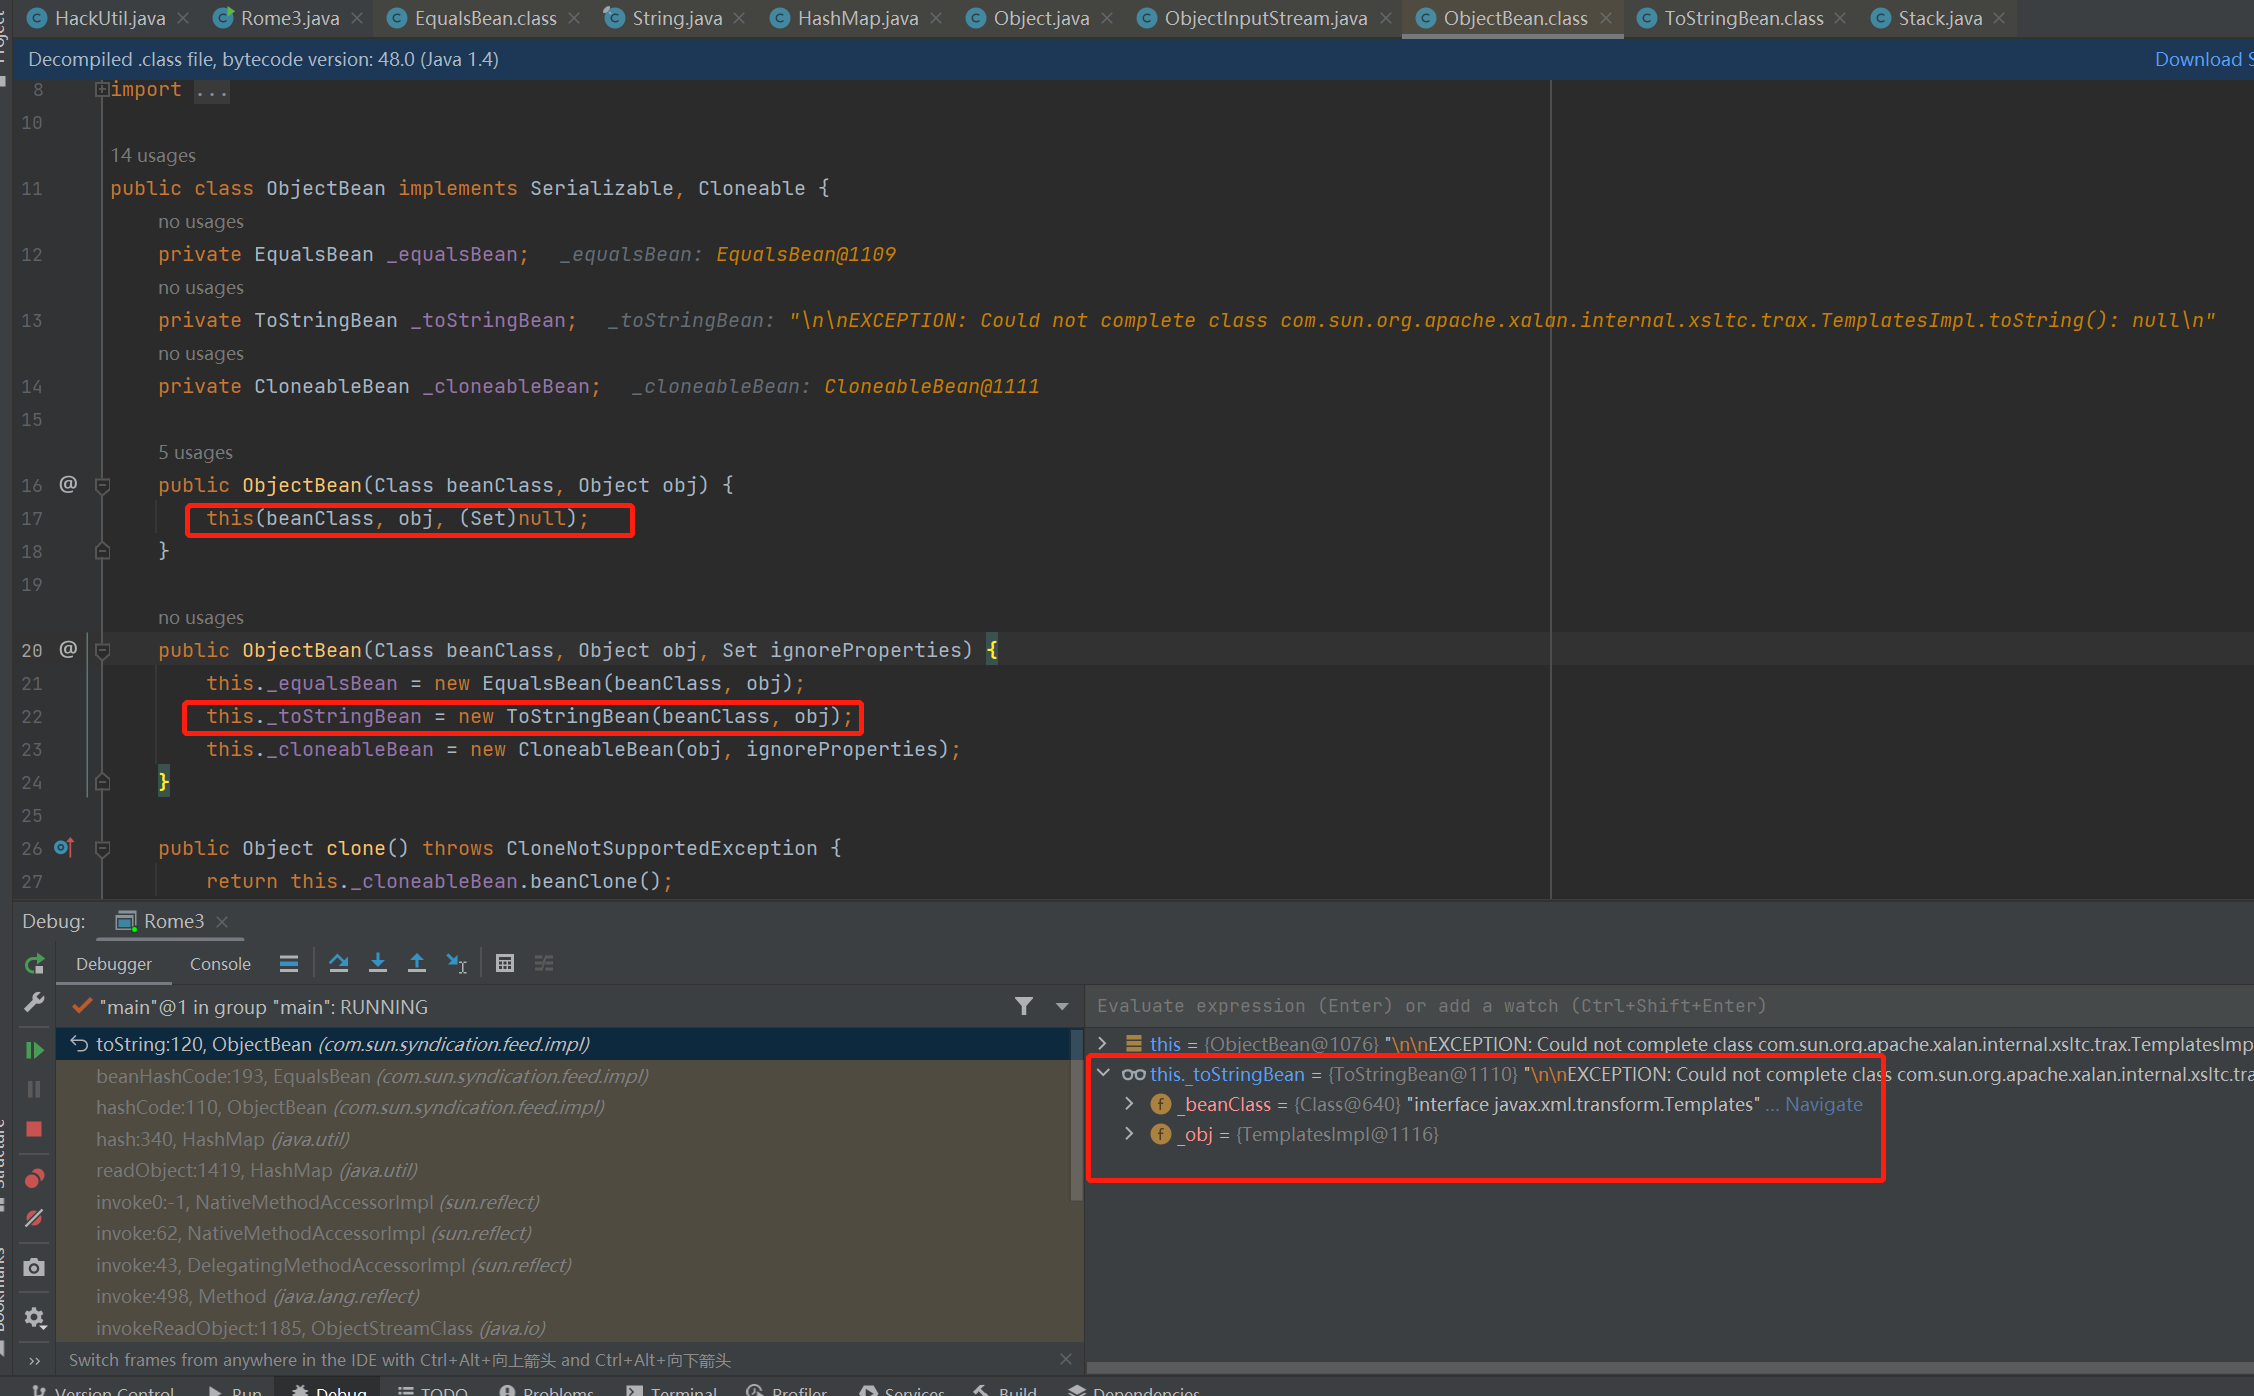 HackUtil.java Rome3.java EqualsBean.class String.java HashMap.java Object.java ObjectInputStream.java ObjectBean.class ToStringBean.class Stack.java
Decompiled .class file, bytecode version: 48.0 (Java 1.4) Download
8 import ...
10
14 usages
11 public class ObjectBean implements Serializable, Cloneable {
no usages
12 private EqualsBean _equalsBean; _equalsBean: EqualsBean@1109
no usages
13 private ToStringBean _toStringBean; _toStringBean: "\n\nEXCEPTION: Could not complete class com.sun.org.apache.xalan.internal.xsltc.trax.TemplatesImpl.toString(): null\n"
no usages
14 private CloneableBean _cloneableBean; _cloneableBean: CloneableBean@1111
15
5 usages
16 @ public ObjectBean(Class beanClass, Object obj) {
17 this(beanClass, obj, (Set)null);
18 }
19
no usages
20 @ public ObjectBean(Class beanClass, Object obj, Set ignoreProperties) {
21 this._equalsBean = new EqualsBean(beanClass, obj);
22 this._toStringBean = new ToStringBean(beanClass, obj);
23 this._cloneableBean = new CloneableBean(obj, ignoreProperties);
24 }
25
26 public Object clone() throws CloneNotSupportedException {
27 return this._cloneableBean.beanClone();
Debug: Rome3
Debugger Console
"main"@1 in group "main": RUNNING
toString:120, ObjectBean (com.sun.syndication.feed.impl)
beanHashCode:193, EqualsBean (com.sun.syndication.feed.impl)
hashCode:110, ObjectBean (com.sun.syndication.feed.impl)
hash:340, HashMap (java.util)
readObject:1419, HashMap (java.util)
invoke0:-1, NativeMethodAccessorImpl (sun.reflect)
invoke:62, NativeMethodAccessorImpl (sun.reflect)
invoke:43, DelegatingMethodAccessorImpl (sun.reflect)
invoke:498, Method (java.lang.reflect)
invokeReadObject:1185, ObjectStreamClass (java.io)
Switch frames from anywhere in the IDE with Ctrl+Alt+向上箭头 and Ctrl+Alt+向下箭头
Evaluate expression (Enter) or add a watch (Ctrl+Shift+Enter)
this = {ObjectBean@1076} "\n\nEXCEPTION: Could not complete class com.sun.org.apache.xalan.internal.xsltc.trax.TemplatesImp
this._toStringBean = {ToStringBean@1110} "\n\nEXCEPTION: Could not complete class com.sun.org.apache.xalan.internal.xsltc.tra
_beanClass = {Class@640} "interface javax.xml.transform.Templates" ... Navigate
_obj = {TemplatesImpl@1116}
Version Control Run Debug TODO Problems Terminal Profiler Services Build Dependencies